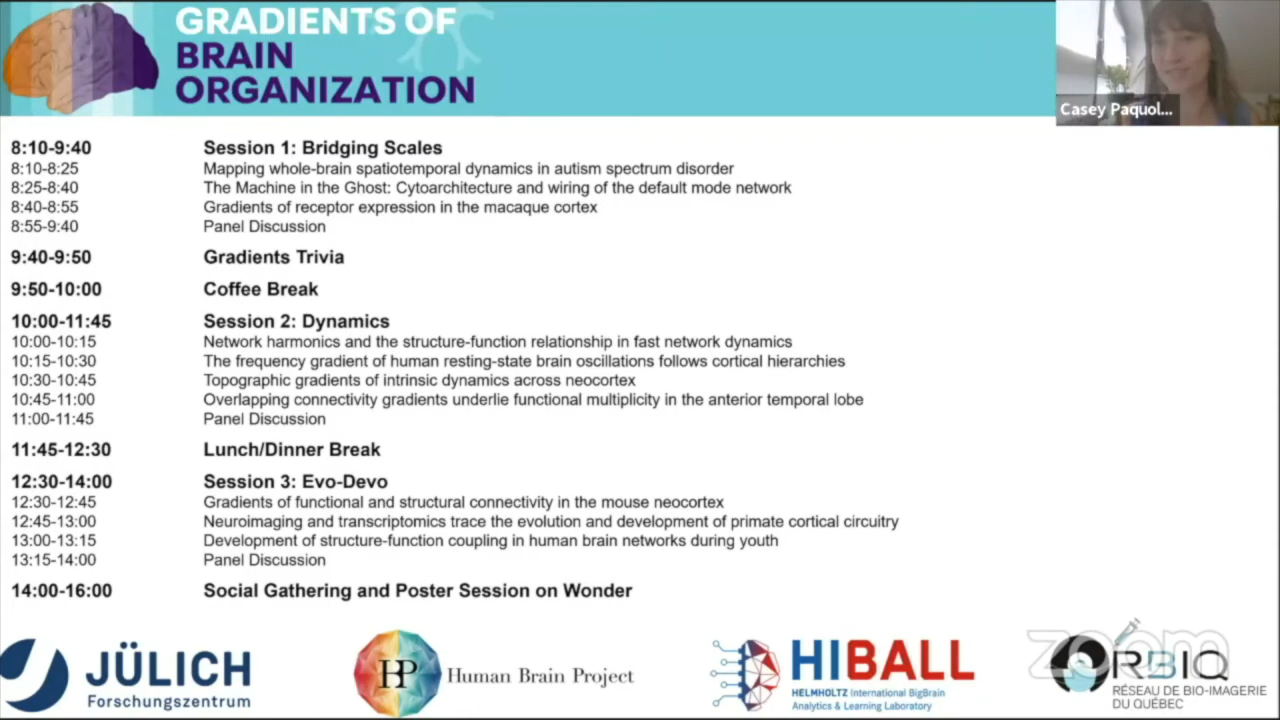 GRADIENTS OF
BRAIN
ORGANIZATION
Casey Paquol...
8:10-9:40 Session 1: Bridging Scales
8:10-8:25 Mapping whole-brain spatiotemporal dynamics in autism spectrum disorder
8:25-8:40 The Machine in the Ghost: Cytoarchitecture and wiring of the default mode network
8:40-8:55 Gradients of receptor expression in the macaque cortex
8:55-9:40 Panel Discussion
9:40-9:50 Gradients Trivia
9:50-10:00 Coffee Break
10:00-11:45 Session 2: Dynamics
10:00-10:15 Network harmonics and the structure-function relationship in fast network dynamics
10:15-10:30 The frequency gradient of human resting-state brain oscillations follows cortical hierarchies
10:30-10:45 Topographic gradients of intrinsic dynamics across neocortex
10:45-11:00 Overlapping connectivity gradients underlie functional multiplicity in the anterior temporal lobe
11:00-11:45 Panel Discussion
11:45-12:30 Lunch/Dinner Break
12:30-14:00 Session 3: Evo-Devo
12:30-12:45 Gradients of functional and structural connectivity in the mouse neocortex
12:45-13:00 Neuroimaging and transcriptomics trace the evolution and development of primate cortical circuitry
13:00-13:15 Development of structure-function coupling in human brain networks during youth
13:15-14:00 Panel Discussion
14:00-16:00 Social Gathering and Poster Session on Wonder
JÜLICH
Forschungszentrum
HP
Human Brain Project
HIBALL
HELMHOLTZ International BigBrain
Analytics & Learning Laboratory
zoom
RBIQ
RÉSEAU DE BIO-IMAGERIE
DU QUÉBEC